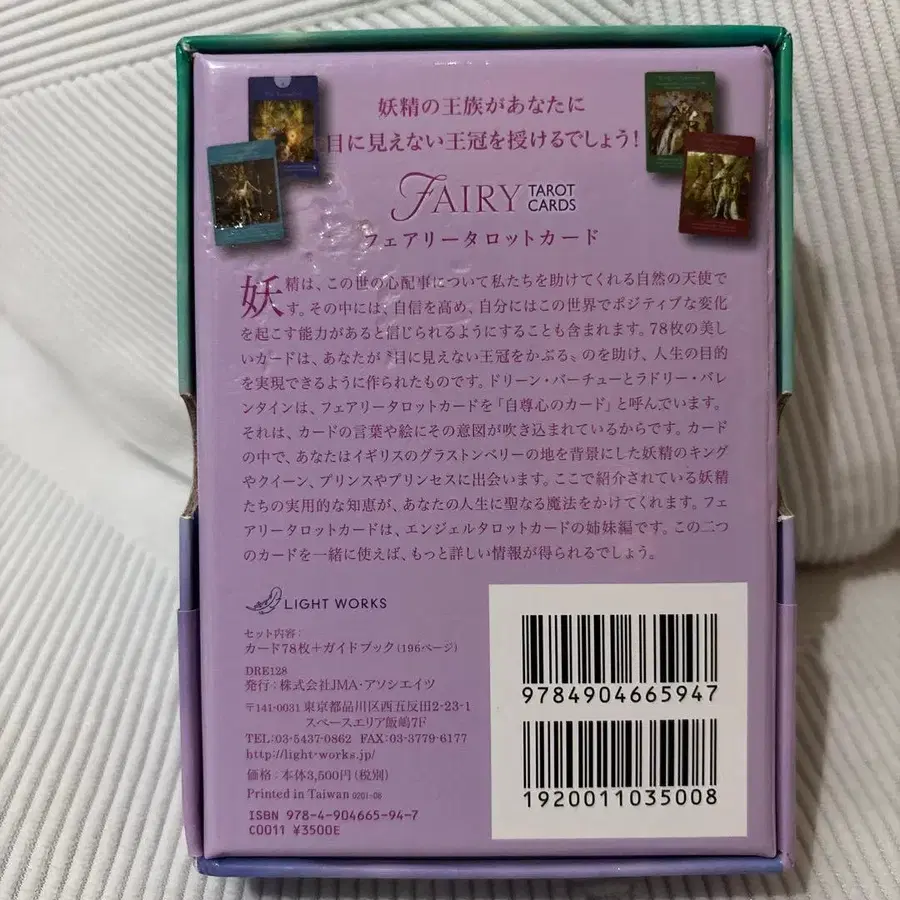 妖精の王族があなたに
目に見えない王冠を授けるでしょう!
FAIRY TAROT CARDS
フェアリータロットカード
妖精は、この世の心配事について私たちを助けてくれる自然の天使で
す。その中には、自信を高め、自分にはこの世界でポジティブな変化
を起こす能力があると信じられるようにすることも含まれます。78枚の美し
いカードは、あなたが〝目に見えない王冠をかぶる〟のを助け、人生の目的
を実現できるように作られたものです。ドリーン・バーチューとラドリー・バレ
ンタインは、フェアリータロットカードを「自尊心のカード」と呼んでいます。
それは、カードの言葉や絵にその意図が吹き込まれているからです。カード
の中で、あなたはイギリスのグラストンベリーの地を背景にした妖精のキング
やクイーン、プリンスやプリンセスに出会います。ここで紹介されている妖精
たちの実用的な知恵が、あなたの人生に聖なる魔法をかけてくれます。フェ
アリータロットカードは、エンジェルタロットカードの姉妹編です。この二つ
のカードを一緒に使えば、もっと詳しい情報が得られるでしょう。
LIGHT WORKS
セット内容:
カード78枚+ガイドブック(196ページ)
DRE128
発行:株式会社JMA・アソシエイツ
〒141-0031 東京都品川区西五反田2-23-1
スペースエリア飯嶋7F
TEL:03-5437-0862 FAX:03-3779-6177
http://light-works.jp/
価格:本体3,500円(税別)
Printed in Taiwan 0201-08
ISBN 978-4-904665-94-7
C0011 ¥3500E
9784904665947
1920011035008